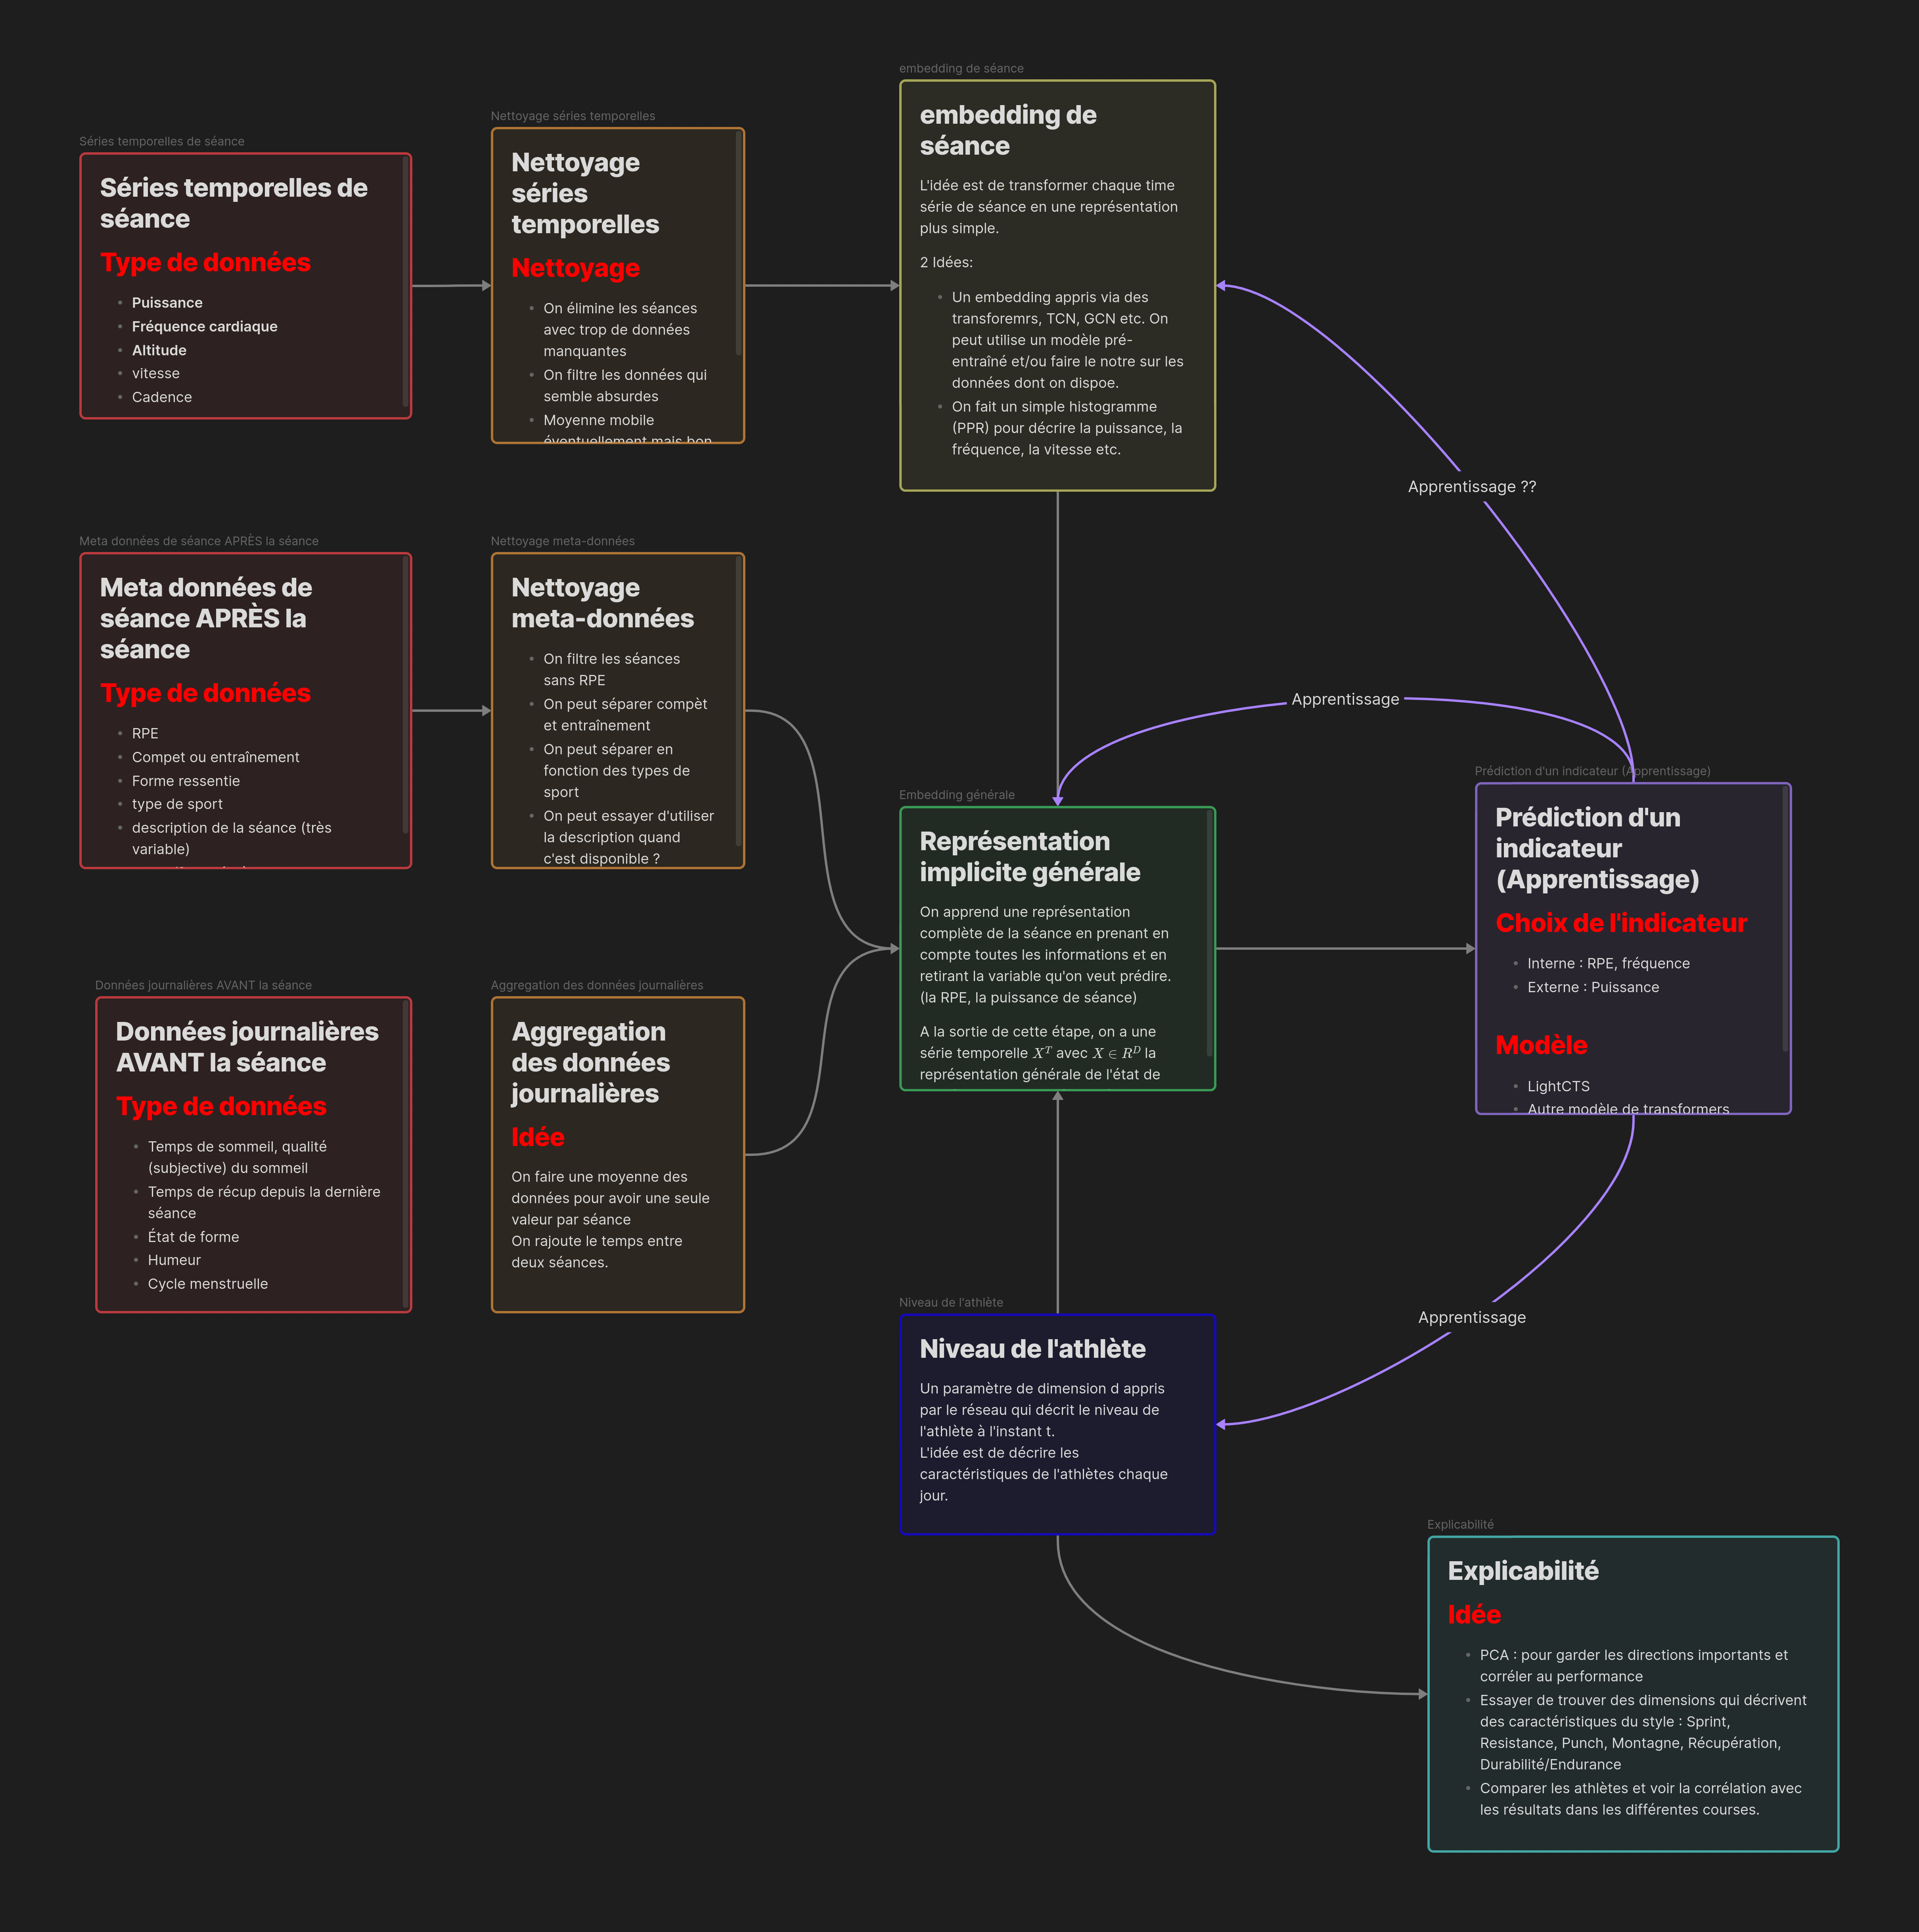 embedding de séance
embedding de
séance
L'idée est de transformer chaque time
série de séance en une représentation
plus simple.
2 Idées:
Un embedding appris via des
transforemrs, TCN, GCN etc. On
peut utilise un modèle pré-
entraîné et/ou faire le notre sur les
données dont on dispoe.
On fait un simple histogramme
(PPR) pour décrire la puissance, la
fréquence, la vitesse etc.
Nettoyage séries temporelles
Nettoyage
séries
temporelles
Nettoyage
On élimine les séances
avec trop de données
manquantes
On filtre les données qui
semble absurdes
Moyenne mobile
éventuellement mais bon
Séries temporelles de séance
Séries temporelles de
séance
Type de données
Puissance
Fréquence cardiaque
Altitude
vitesse
Cadence
Apprentissage ??
Meta données de séance APRÈS la séance
Meta données de
séance APRÈS la
séance
Type de données
RPE
Compet ou entraînement
Forme ressentie
type de sport
description de la séance (très
variable)
Nettoyage meta-données
Nettoyage
meta-données
On filtre les séances
sans RPE
On peut séparer compèt
et entraînement
On peut séparer en
fonction des types de
sport
On peut essayer d'utiliser
la description quand
c'est disponible ?
Apprentissage
Embedding générale
Représentation
implicite générale
On apprend une représentation
complète de la séance en prenant en
compte toutes les informations et en
retirant la variable qu'on veut prédire.
(la RPE, la puissance de séance)
A la sortie de cette étape, on a une
série temporelle X^T avec X ∈ R^D la
représentation générale de l'état de
Prédiction d'un indicateur (Apprentissage)
Prédiction d'un
indicateur
(Apprentissage)
Choix de l'indicateur
Interne : RPE, fréquence
Externe : Puissance
Modèle
LightCTS
Autre modèle de transformers
Données journalières AVANT la séance
Données journalières
AVANT la séance
Type de données
Temps de sommeil, qualité
(subjective) du sommeil
Temps de récup depuis la dernière
séance
État de forme
Humeur
Cycle menstruelle
Aggregation des données journalières
Aggregation
des données
journalières
Idée
On faire une moyenne des
données pour avoir une seule
valeur par séance
On rajoute le temps entre
deux séances.
Apprentissage
Niveau de l'athlète
Niveau de l'athlète
Un paramètre de dimension d appris
par le réseau qui décrit le niveau de
l'athlète à l'instant t.
L'idée est de décrire les
caractéristiques de l'athlètes chaque
jour.
Explicabilité
Explicabilité
Idée
PCA : pour garder les directions importants et
corréler au performance
Essayer de trouver des dimensions qui décrivent
des caractéristiques du style : Sprint,
Resistance, Punch, Montagne, Récupération,
Durabilité/Endurance
Comparer les athlètes et voir la corrélation avec
les résultats dans les différentes courses.